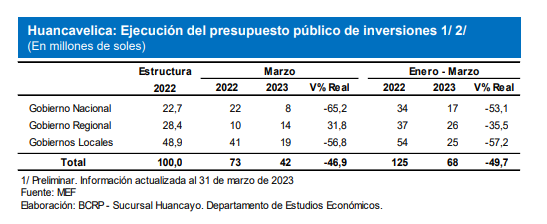 Huancavelica: Ejecución del presupuesto público de inversiones 1/ 2/
(En millones de soles)
Estructura Marzo Enero - Marzo
2022 2022 2023 V% Real 2022 2023 V% Real
Gobierno Nacional 22,7 22 8 -65,2 34 17 -53,1
Gobierno Regional 28,4 10 14 31,8 37 26 -35,5
Gobiernos Locales 48,9 41 19 -56,8 54 25 -57,2
Total 100,0 73 42 -46,9 125 68 -49,7
1/ Preliminar. Información actualizada al 31 de marzo de 2023
Fuente: MEF
Elaboración: BCRP - Sucursal Huancayo. Departamento de Estudios Económicos.